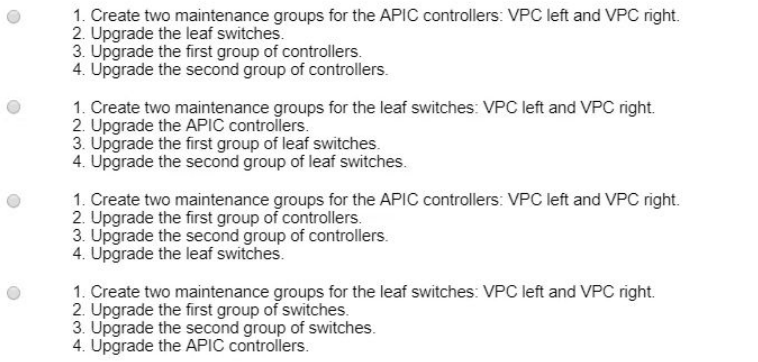 1. Create two maintenance groups for the APIC controllers: VPC left and VPC right.
2. Upgrade the leaf switches.
3. Upgrade the first group of controllers.
4. Upgrade the second group of controllers.
1. Create two maintenance groups for the leaf switches: VPC left and VPC right.
2. Upgrade the APIC controllers.
3. Upgrade the first group of leaf switches.
4. Upgrade the second group of leaf switches.
1. Create two maintenance groups for the APIC controllers: VPC left and VPC right.
2. Upgrade the first group of controllers.
3. Upgrade the second group of controllers.
4. Upgrade the leaf switches.
1. Create two maintenance groups for the leaf switches: VPC left and VPC right.
2. Upgrade the first group of switches.
3. Upgrade the second group of switches.
4. Upgrade the APIC controllers.